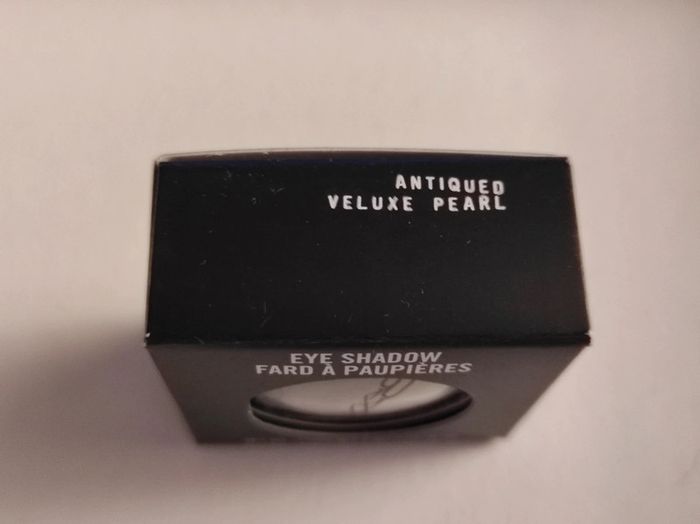 ANTIQUED
VELUXE PEARL
EYE SHADOW
FARD À PAUPIÈRES